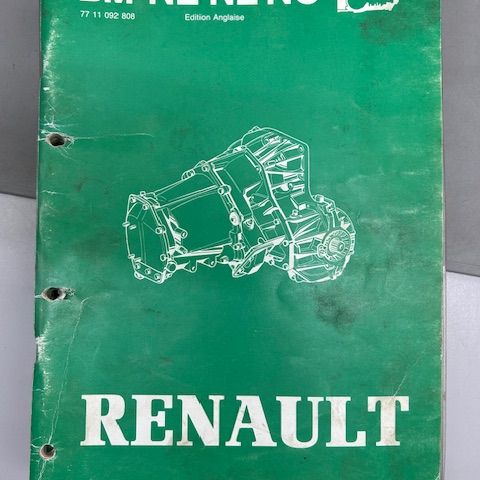 77 11 092 808
Edition Anglaise
RENAULT